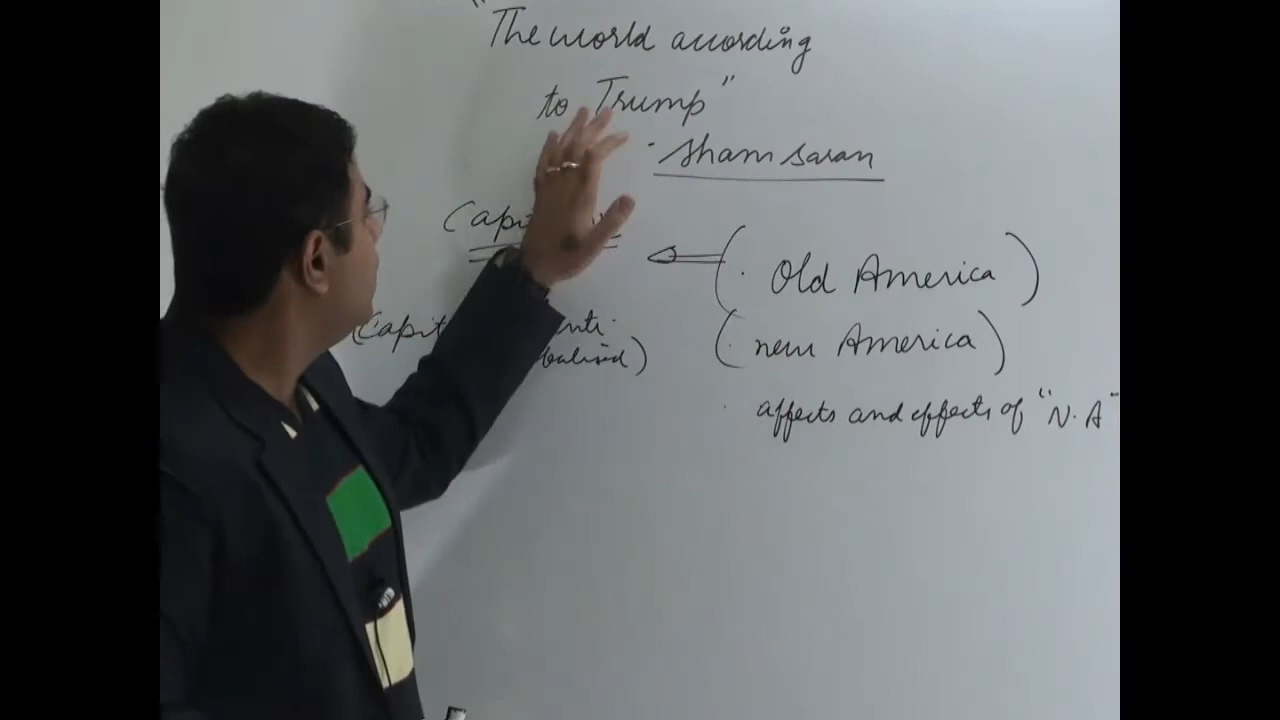 "The world according
to Trump"
. Sham Saran
( . Old America )
( . new America )
. affects and effects of "N.A"